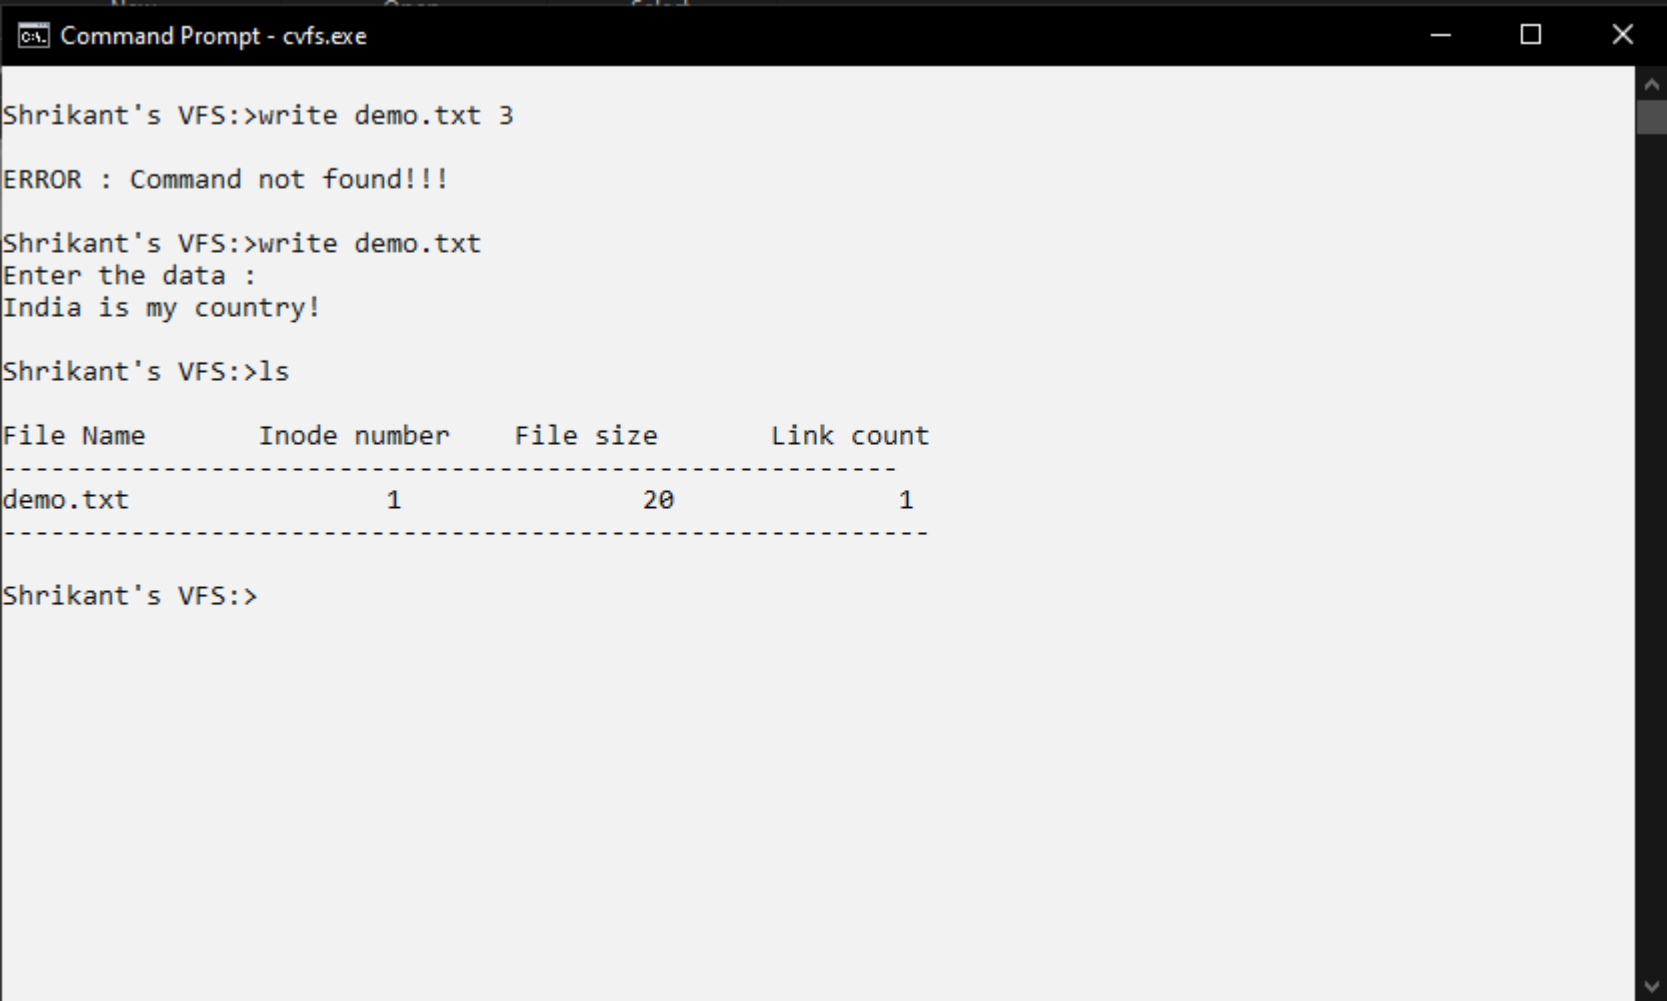 Command Prompt - cvfs.exe
Shrikant's VFS:>write demo.txt 3
ERROR : Command not found!!!
Shrikant's VFS:>write demo.txt
Enter the data :
India is my country!
Shrikant's VFS:>ls
File Name       Inode number    File size       Link count
--------------------------------------------------------
demo.txt                1               20              1
----------------------------------------------------------
Shrikant's VFS:>